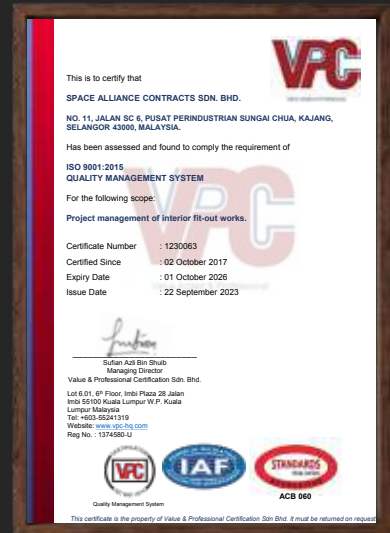 VPC
This is to certify that
SPACE ALLIANCE CONTRACTS SDN. BHD.
NO. 11, JALAN SC 6, PUSAT PERINDUSTRIAN SUNGAI CHUA, KAJANG,
SELANGOR 43000, MALAYSIA.
Has been assessed and found to comply the requirement of
ISO 9001:2015
QUALITY MANAGEMENT SYSTEM
For the following scope:
Project management of interior fit-out works.
VPC
Value & Professional
Certificate Number : 1230063
Certified Since : 02 October 2017
Expiry Date : 01 October 2026
Issue Date : 22 September 2023
Sufian Azli Bin Shuib
Managing Director
Value & Professional Certification Sdn. Bhd.
Lot 6.01, 6th Floor, Imbi Plaza 28 Jalan
Imbi 55100 Kuala Lumpur W.P. Kuala
Lumpur Malaysia
Tel: +603-55241319
Website: www.vpc-hq.com
Reg No. : 1374580-U
VPC
IAF
STANDARDS
Quality Management System
ACB 060
This certificate is the property of Value & Professional Certification Sdn Bhd. It must be returned on request